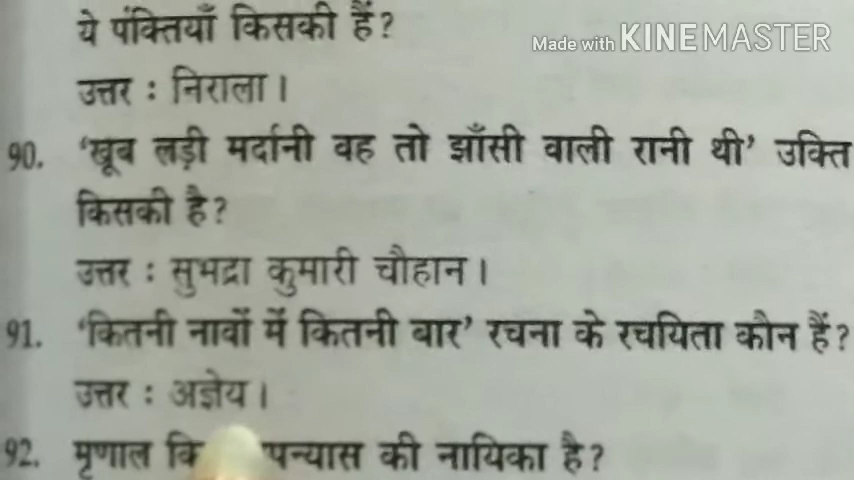 ये पंक्तियाँ किसकी हैं?
Made with KINEMASTER
उत्तर : निराला।
90. 'खूब लड़ी मर्दानी वह तो झाँसी वाली रानी थी' उक्ति
किसकी है?
उत्तर : सुभद्रा कुमारी चौहान।
91. 'कितनी नावों में कितनी बार' रचना के रचयिता कौन हैं?
उत्तर : अज्ञेय।
92. मृणाल कि पन्यास की नायिका है?